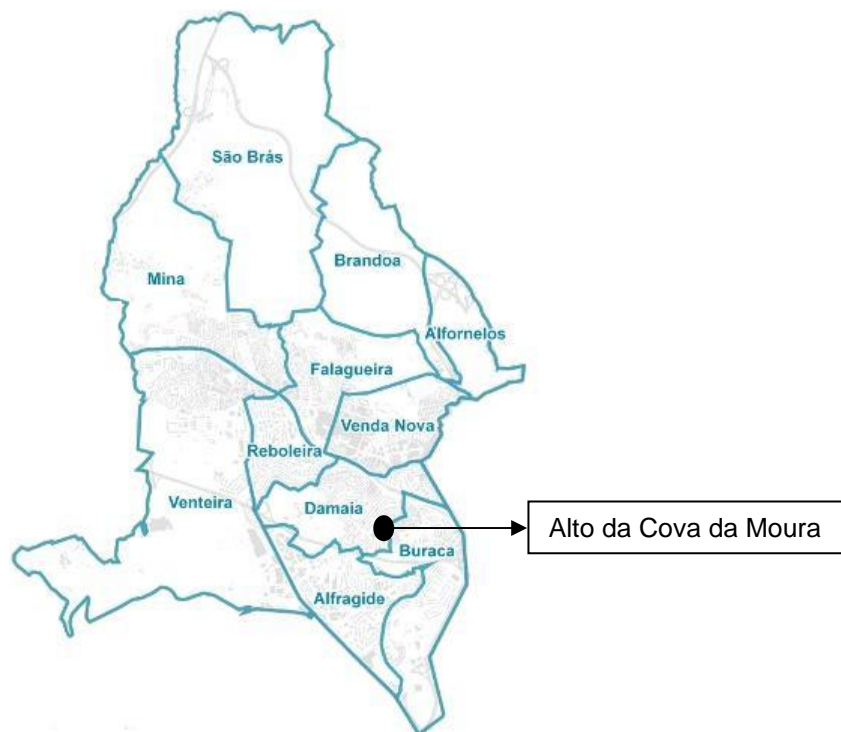 São Brás
Mina
Brandoa
Alfornelos
Falagueira
Venda Nova
Reboleira
Venteira
Damaia
Alto da Cova da Moura
Buraca
Alfragide